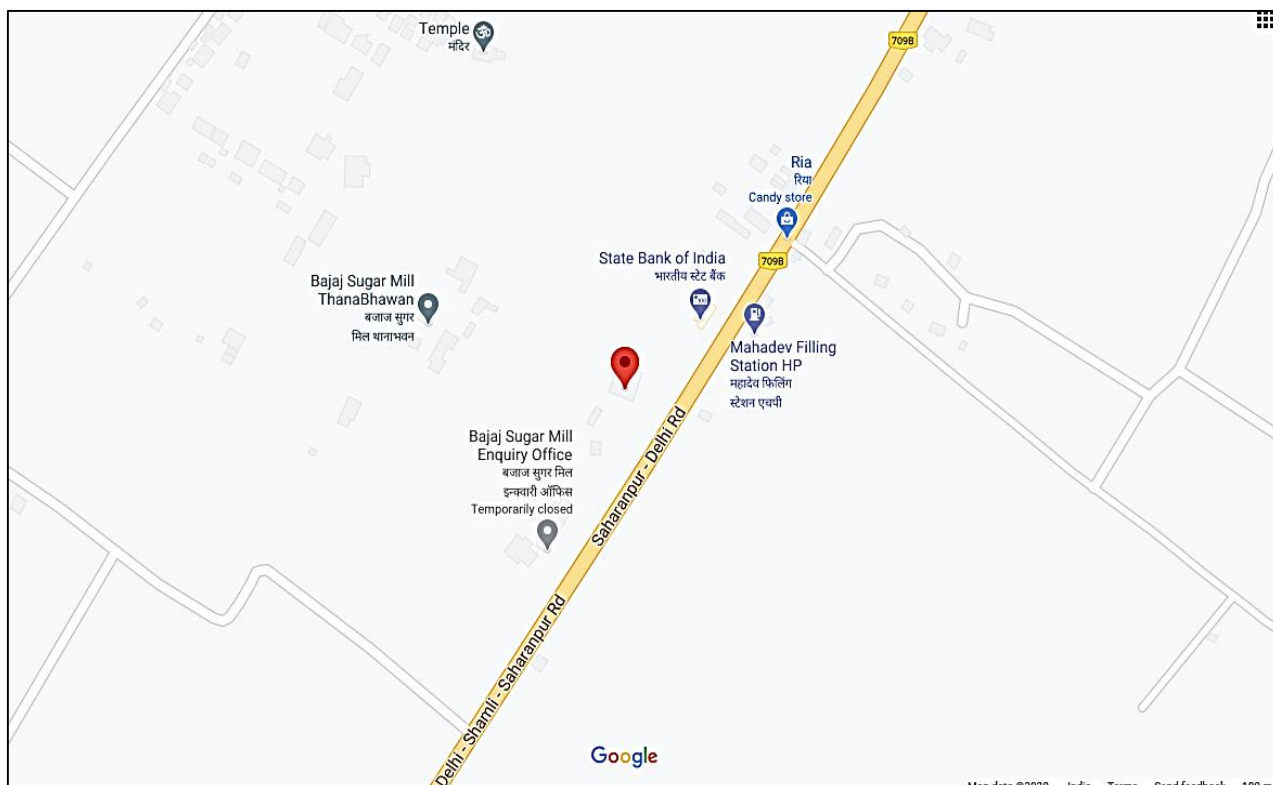 Temple
मंदिर
709B
Ria
रिया
Candy store
State Bank of India
भारतीय स्टेट बैंक
709B
Bajaj Sugar Mill
ThanaBhawan
बजाज सुगर
मिल थानाभवन
Mahadev Filling
Station HP
महादेव फिलिंग
स्टेशन एचपी
Bajaj Sugar Mill
Enquiry Office
बजाज सुगर मिल
इन्क्वारी ऑफिस
Temporarily closed
Saharanpur - Delhi Rd
Delhi - Shamli - Saharanpur Rd
Google